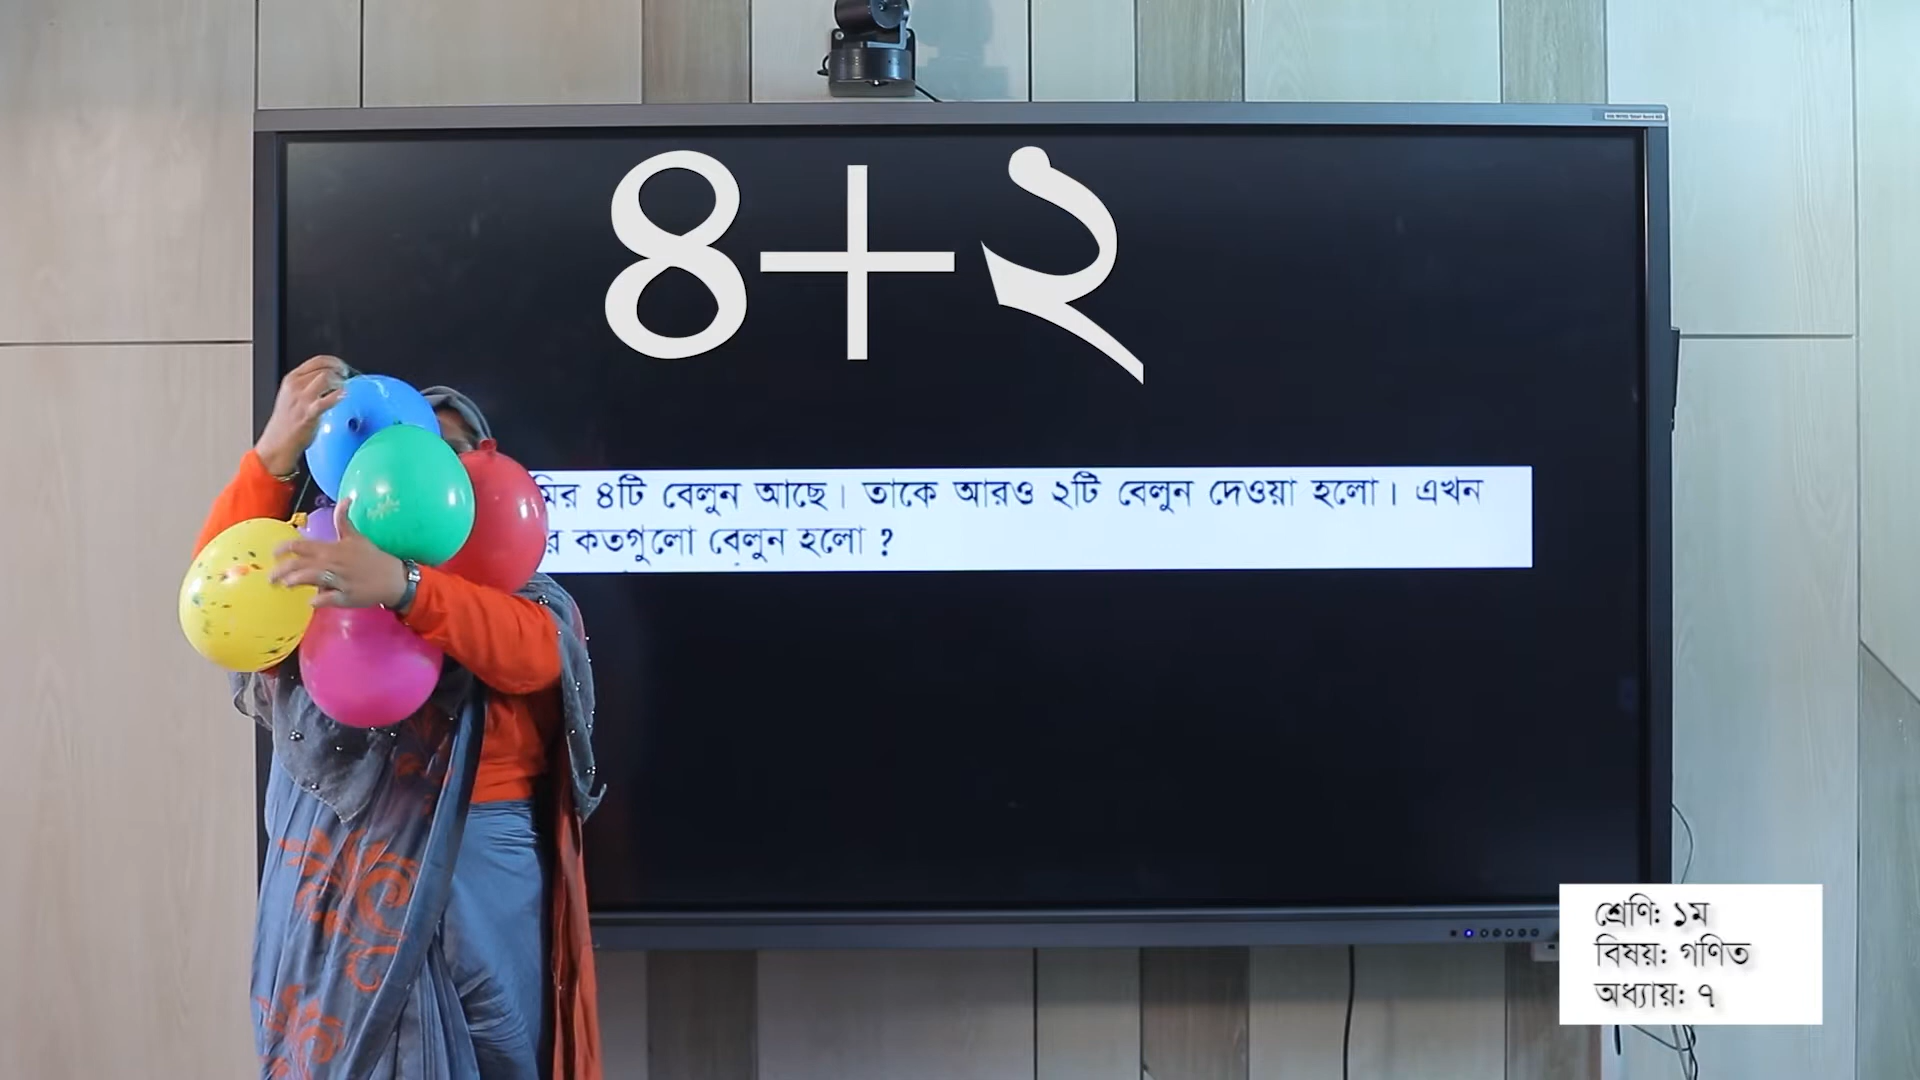 ৪+২
৪টি বেলুন আছে। তাকে আরও ২টি বেলুন দেওয়া হলো। এখন
কতগুলো বেলুন হলো ?
শ্রেণি: ১ম
বিষয়: গণিত
অধ্যায়: ৭